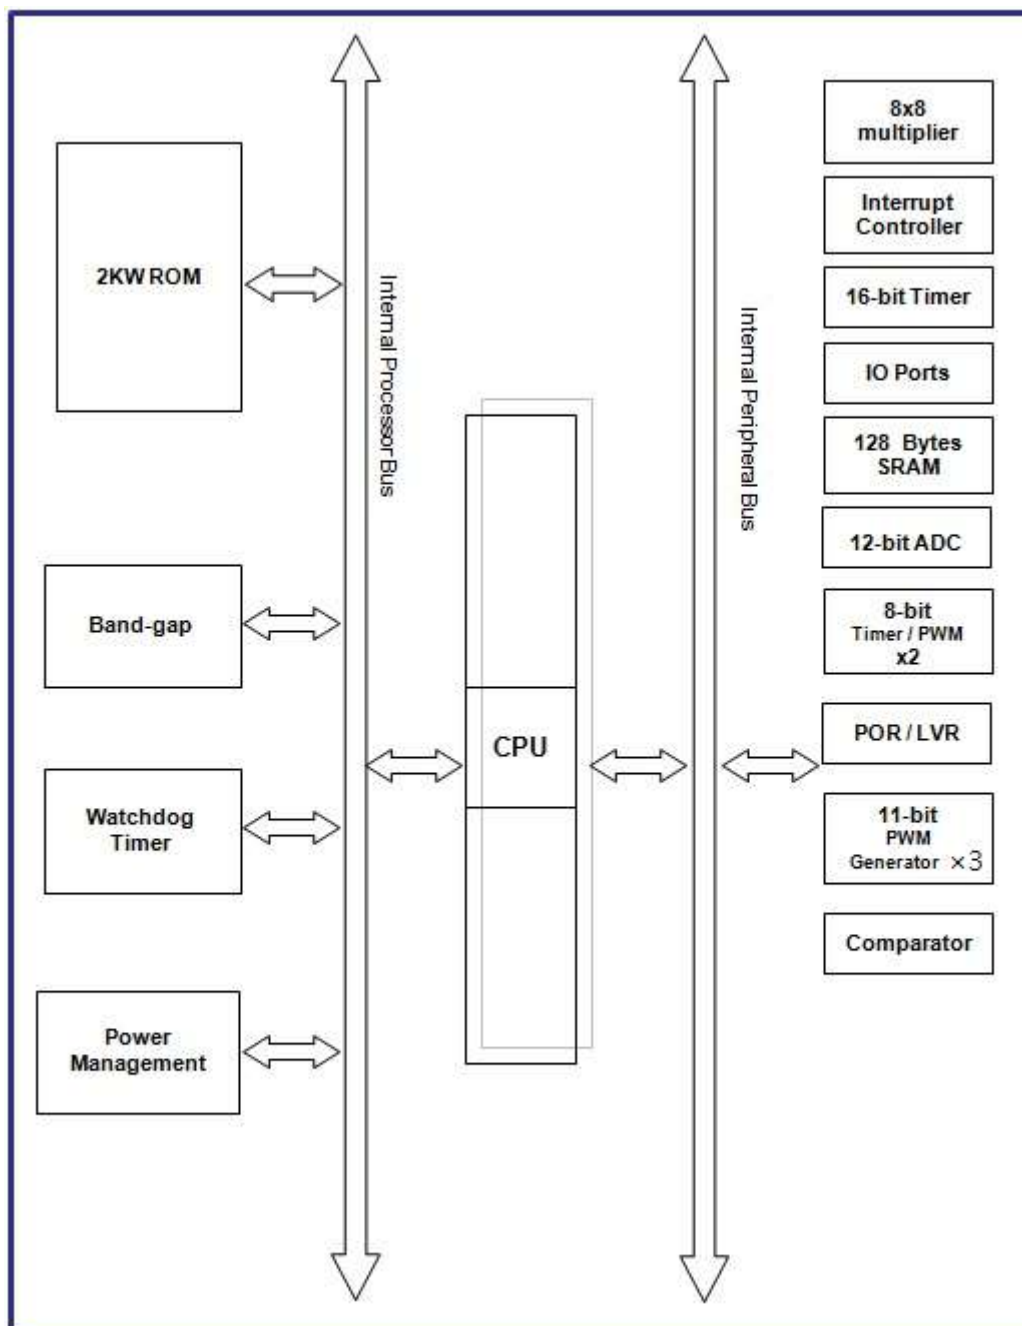 2KW ROM
Band-gap
Watchdog
Timer
Power
Management
Internal Processor Bus
CPU
Internal Peripheral Bus
8x8
multiplier
Interrupt
Controller
16-bit Timer
IO Ports
128 Bytes
SRAM
12-bit ADC
8-bit
Timer / PWM
x2
POR / LVR
11-bit
PWM
Generator ×3
Comparator